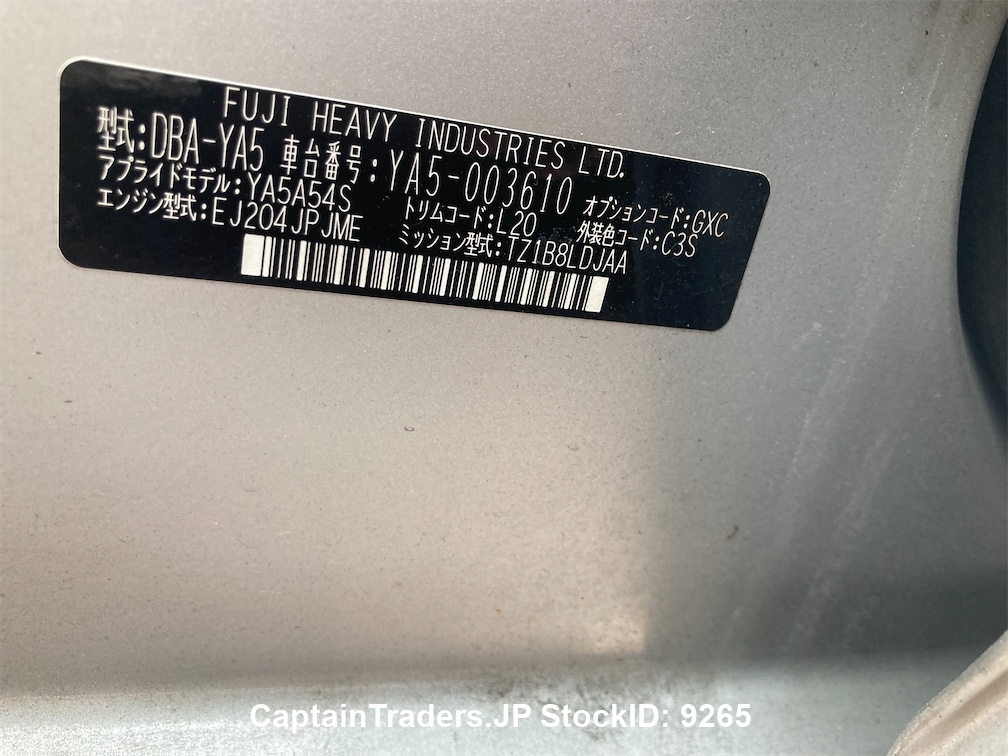 FUJI HEAVY INDUSTRIES LTD.
型式:DBA-YA5 車台番号:YA5-003610
アプライドモデル:YA5A54S トリムコード:L20 オプションコード:GXC
エンジン型式:EJ204JPJME ミッション型式:TZ1B8LDJAA 外装色コード:C3S
CaptainTraders.JP StockID: 9265